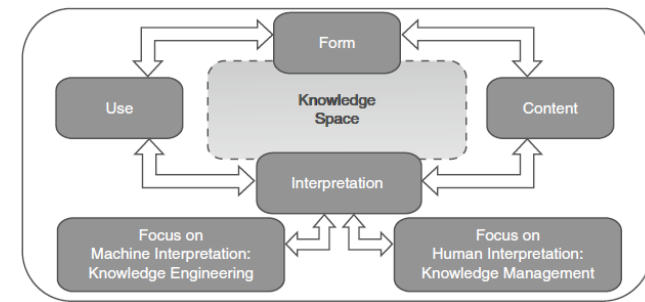 Form
Knowledge
Space
Use
Content
Interpretation
Focus on
Machine Interpretation:
Knowledge Engineering
Focus on
Human Interpretation:
Knowledge Management